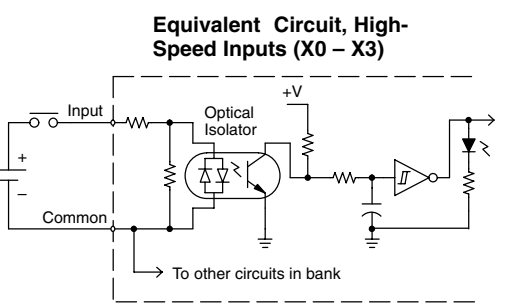 Equivalent Circuit, High-
Speed Inputs (X0 – X3)
+V
Input
Optical
Isolator
+
–
Common
To other circuits in bank